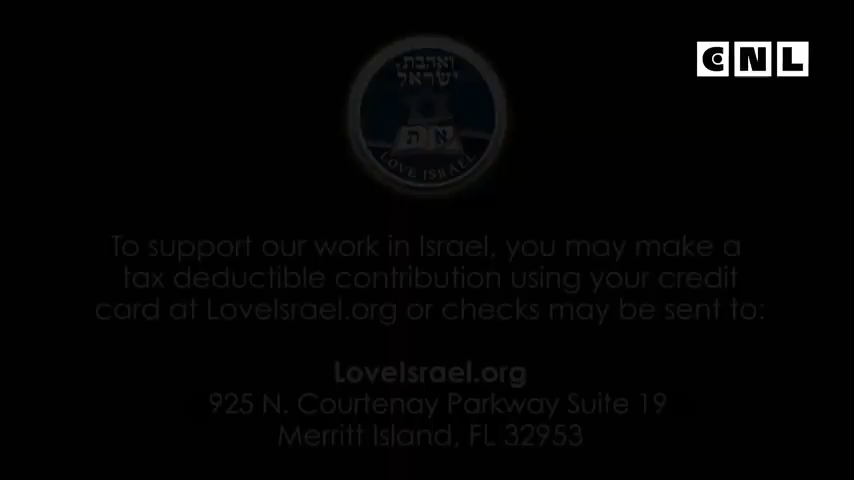 CNL
ואהבת
ישראל
את
LOVE ISRAEL
To support our work in Israel, you may make a
tax deductible contribution using your credit
card at LoveIsrael.org or checks may be sent to:
LoveIsrael.org
925 N. Courtenay Parkway Suite 19
Merritt Island, FL 32953